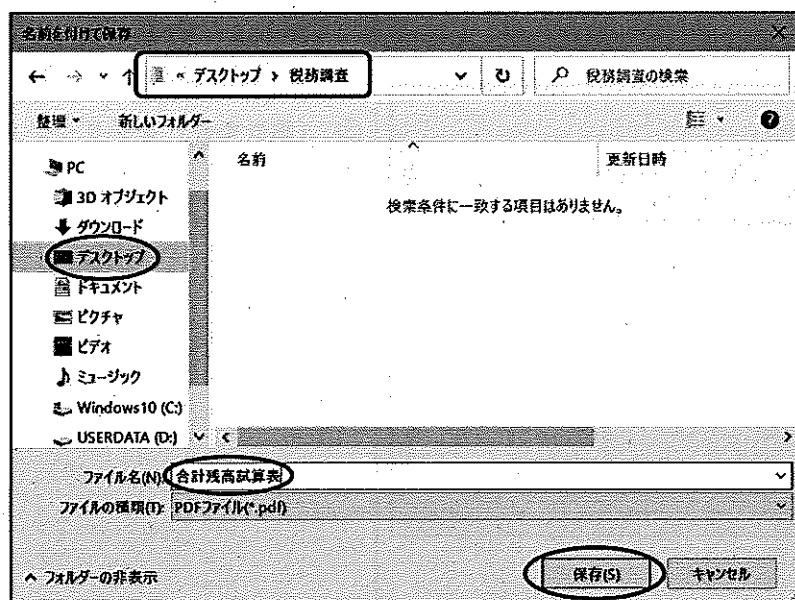 名前を付けて保存
« デスクトップ › 税務調査
税務調査の検索
整理 新しいフォルダー
名前 更新日時
検索条件に一致する項目はありません。
PC
3D オブジェクト
ダウンロード
デスクトップ
ドキュメント
ピクチャ
ビデオ
ミュージック
Windows10 (C:)
USERDATA (D:)
ファイル名(N): 合計残高試算表
ファイルの種類(T): PDFファイル(*.pdf)
フォルダーの非表示
保存(S) キャンセル